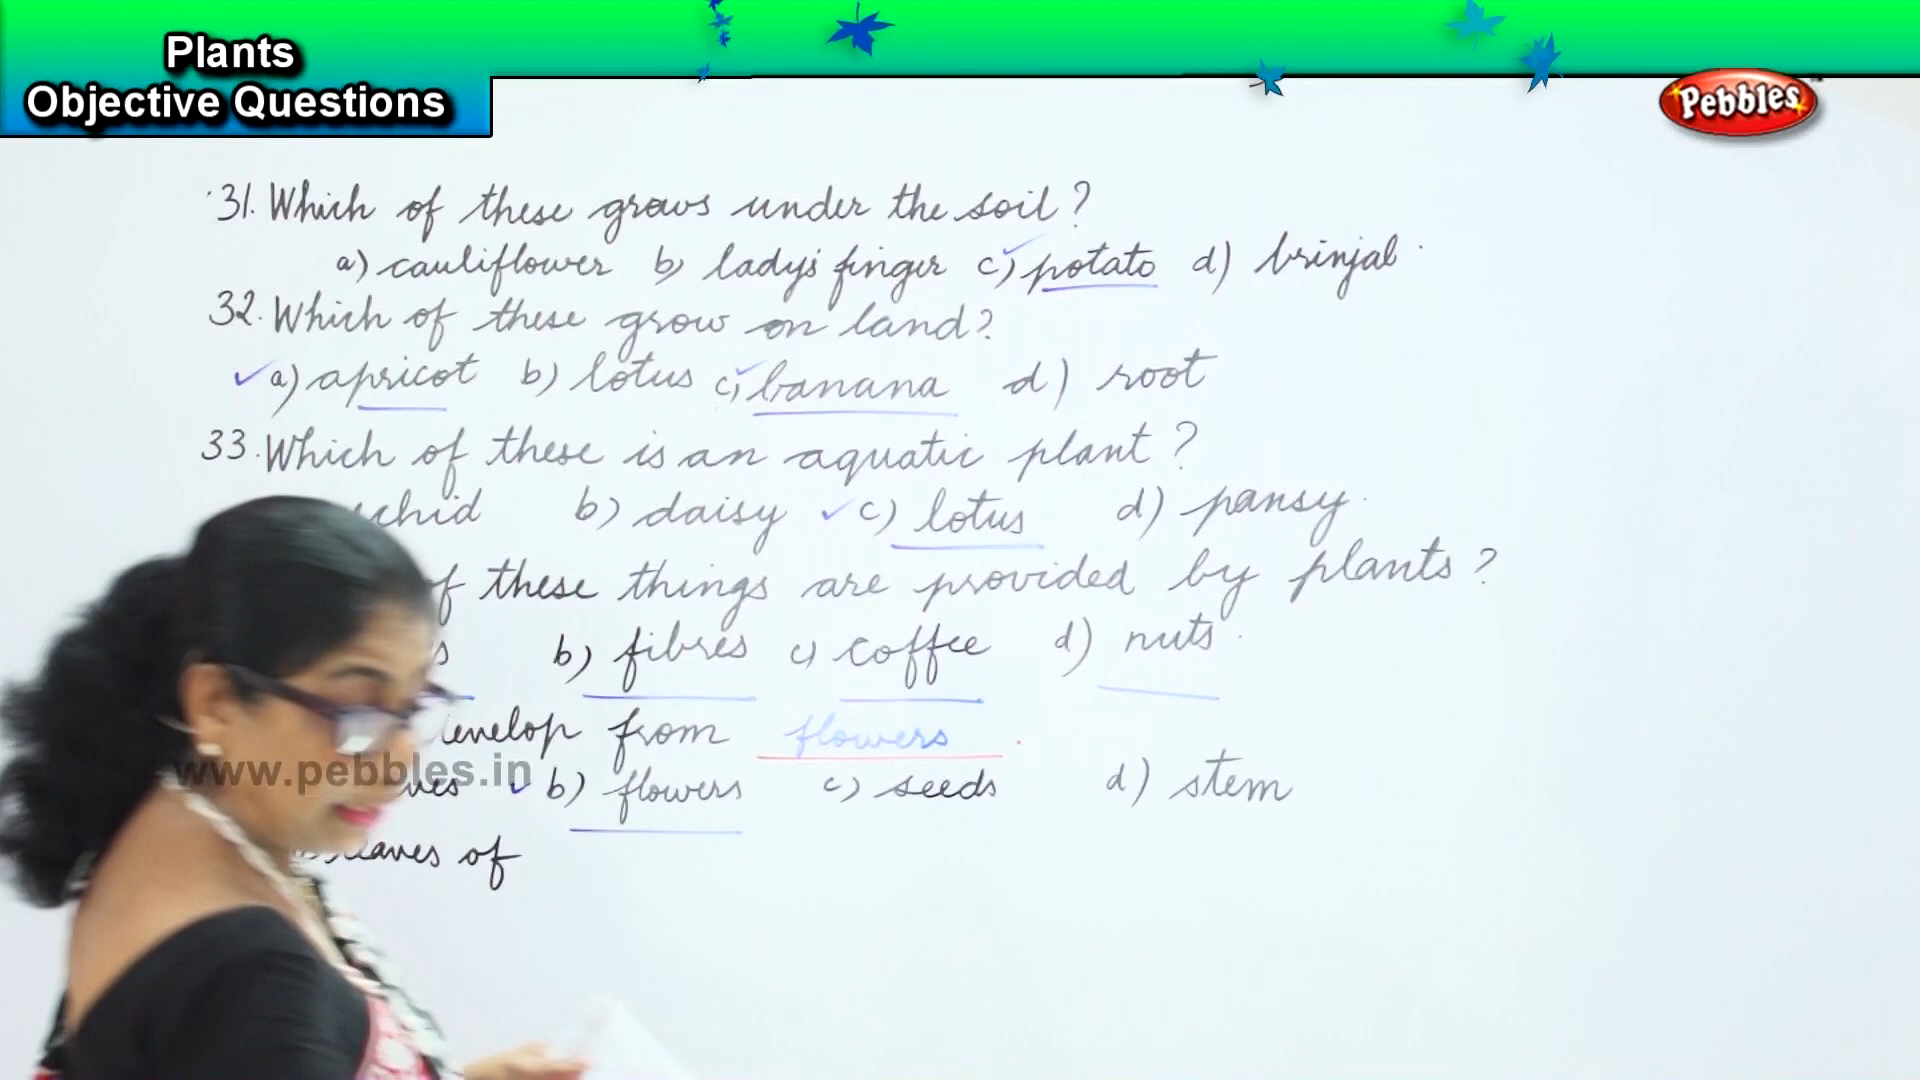 Plants
Objective Questions
Pebbles
31. Which of these grows under the soil?
a) cauliflower b) lady's finger c) potato d) brinjal
32. Which of these grow on land?
a) apricot b) lotus c) banana d) root
33. Which of these is an aquatic plant?
b) daisy c) lotus d) pansy
of these things are provided by plants?
b) fibres c) coffee d) nuts
from flowers
b) flowers c) seeds d) stem
leaves of
www.pebbles.in